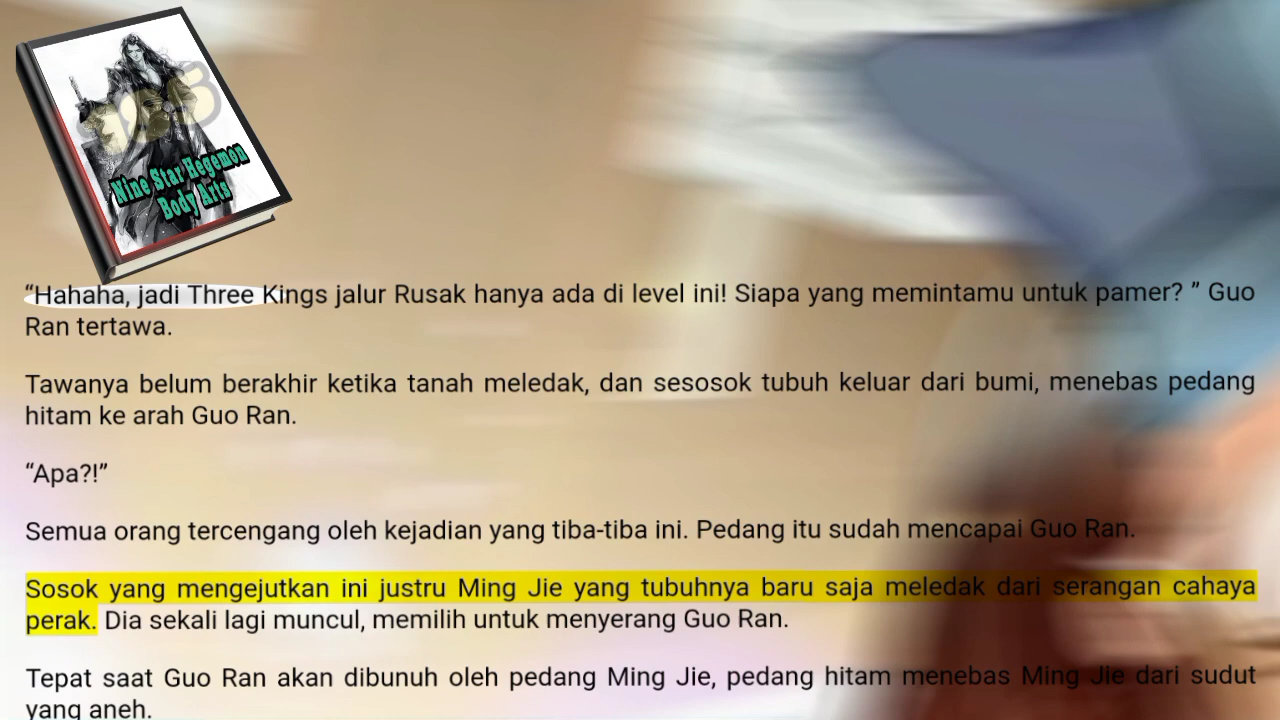 Nine Star Hegemon
Body Arts
“Hahaha, jadi Three Kings jalur Rusak hanya ada di level ini! Siapa yang memintamu untuk pamer? ” Guo
Ran tertawa.
Tawanya belum berakhir ketika tanah meledak, dan sesosok tubuh keluar dari bumi, menebas pedang
hitam ke arah Guo Ran.
“Apa?!”
Semua orang tercengang oleh kejadian yang tiba-tiba ini. Pedang itu sudah mencapai Guo Ran.
Sosok yang mengejutkan ini justru Ming Jie yang tubuhnya baru saja meledak dari serangan cahaya
perak. Dia sekali lagi muncul, memilih untuk menyerang Guo Ran.
Tepat saat Guo Ran akan dibunuh oleh pedang Ming Jie, pedang hitam menebas Ming Jie dari sudut
yang aneh.